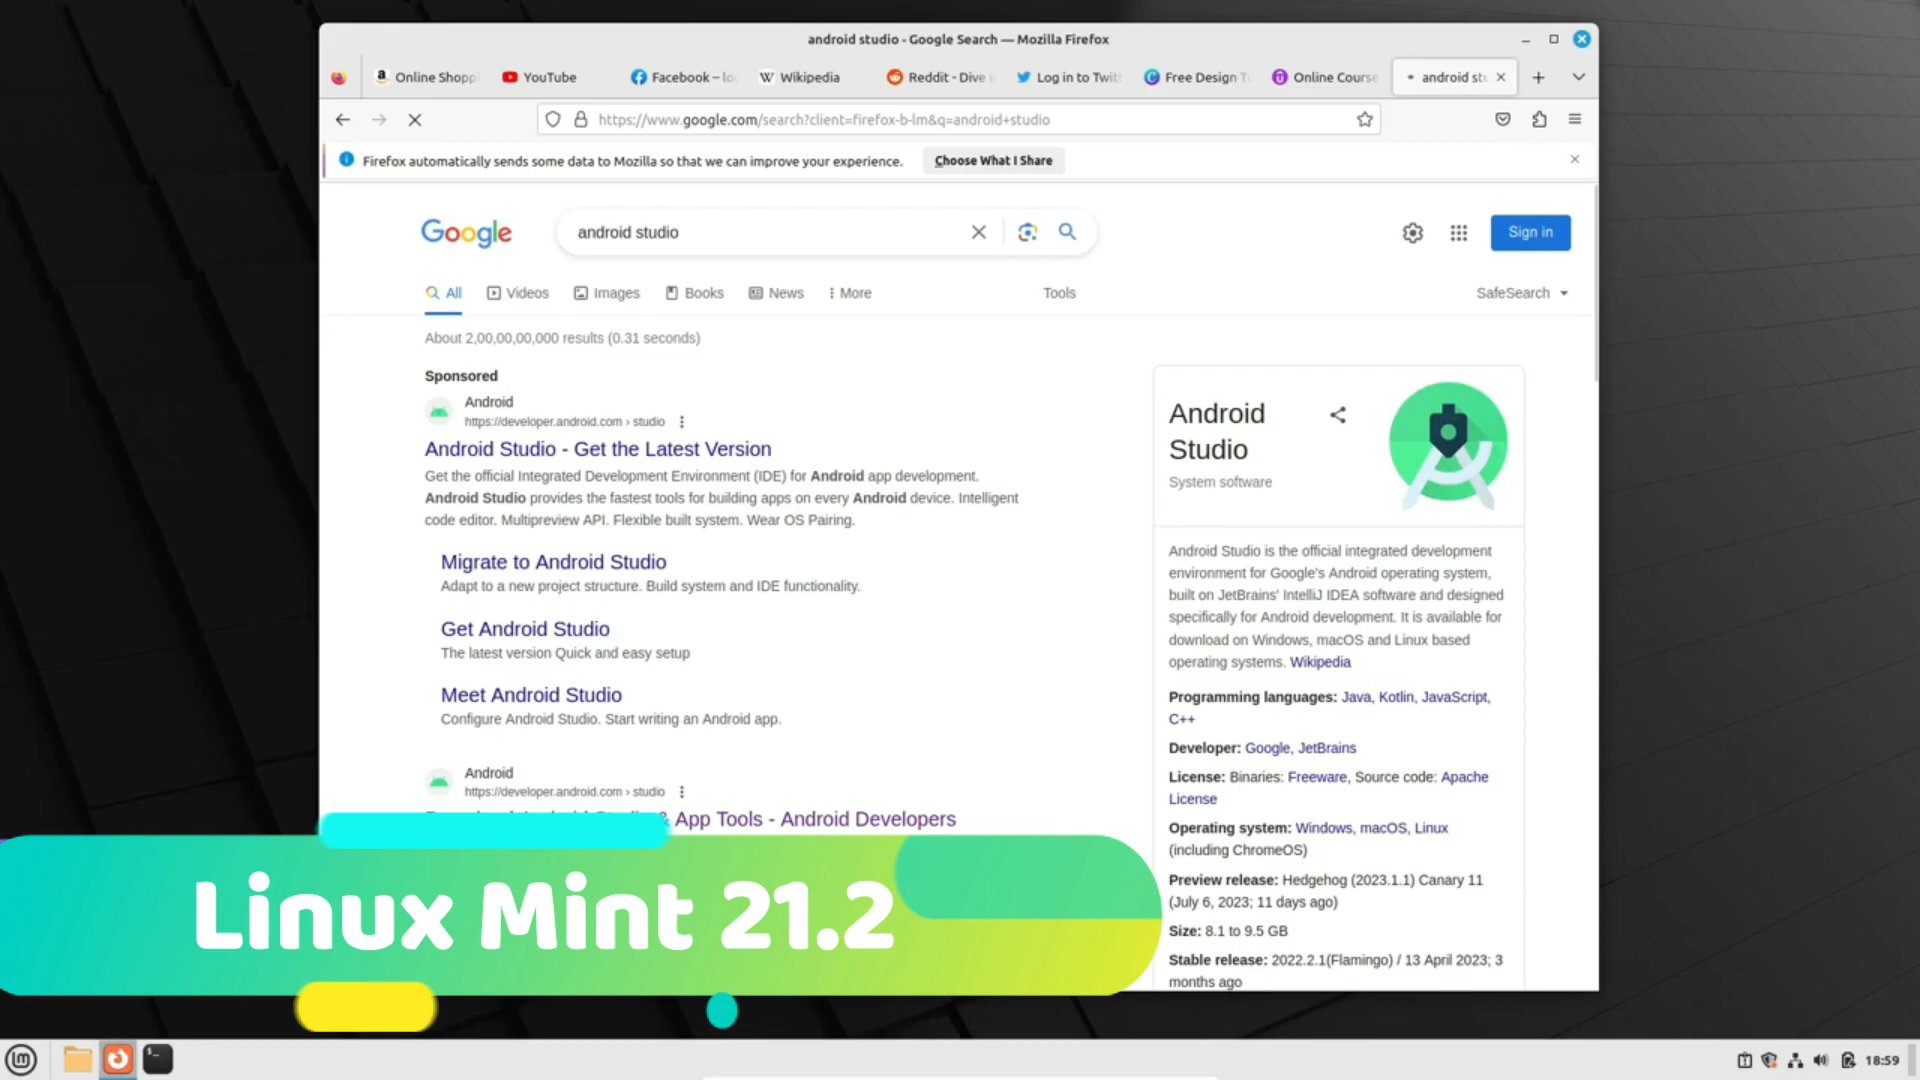 android studio - Google Search — Mozilla Firefox
Online Shoppi
YouTube
Facebook – lo
Wikipedia
Reddit - Dive i
Log in to Twit
Free Design T
Online Course
android stu
https://www.google.com/search?client=firefox-b-lm&q=android+studio
Firefox automatically sends some data to Mozilla so that we can improve your experience.
Choose What I Share
Google
android studio
Sign in
All
Videos
Images
Books
News
More
Tools
SafeSearch
About 2,00,00,00,000 results (0.31 seconds)
Sponsored
Android
https://developer.android.com › studio
Android Studio - Get the Latest Version
Get the official Integrated Development Environment (IDE) for Android app development.
Android Studio provides the fastest tools for building apps on every Android device. Intelligent
code editor. Multipreview API. Flexible built system. Wear OS Pairing.
Migrate to Android Studio
Adapt to a new project structure. Build system and IDE functionality.
Get Android Studio
The latest version Quick and easy setup
Meet Android Studio
Configure Android Studio. Start writing an Android app.
Android
https://developer.android.com › studio
& App Tools - Android Developers
Android
Studio
System software
Android Studio is the official integrated development
environment for Google's Android operating system,
built on JetBrains' IntelliJ IDEA software and designed
specifically for Android development. It is available for
download on Windows, macOS and Linux based
operating systems. Wikipedia
Programming languages: Java, Kotlin, JavaScript,
C++
Developer: Google, JetBrains
License: Binaries: Freeware, Source code: Apache
License
Operating system: Windows, macOS, Linux
(including ChromeOS)
Preview release: Hedgehog (2023.1.1) Canary 11
(July 6, 2023; 11 days ago)
Size: 8.1 to 9.5 GB
Stable release: 2022.2.1(Flamingo) / 13 April 2023; 3
months ago
Linux Mint 21.2
18:59